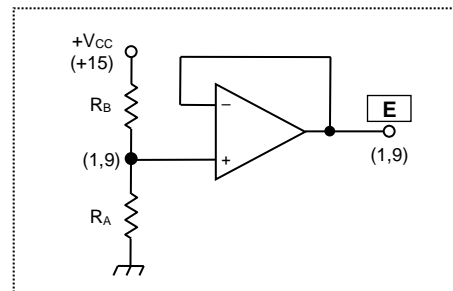 +VCC
(+15)
RB
(1,9)
RA
–
+
E
(1,9)